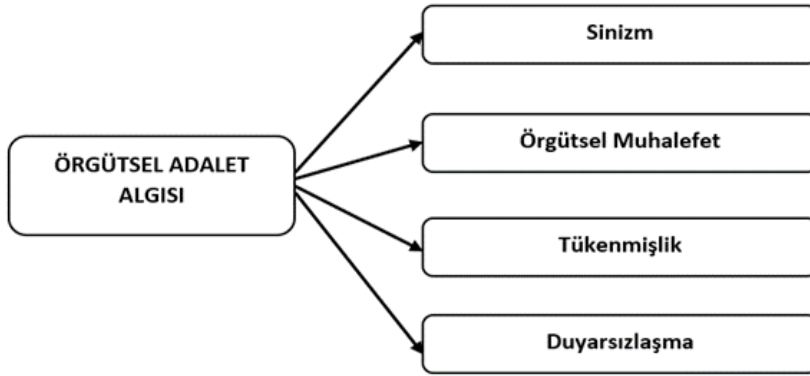 Sinizm
Örgütsel Muhalefet
ÖRGÜTSEL ADALET
ALGISI
Tükenmişlik
Duyarsızlaşma